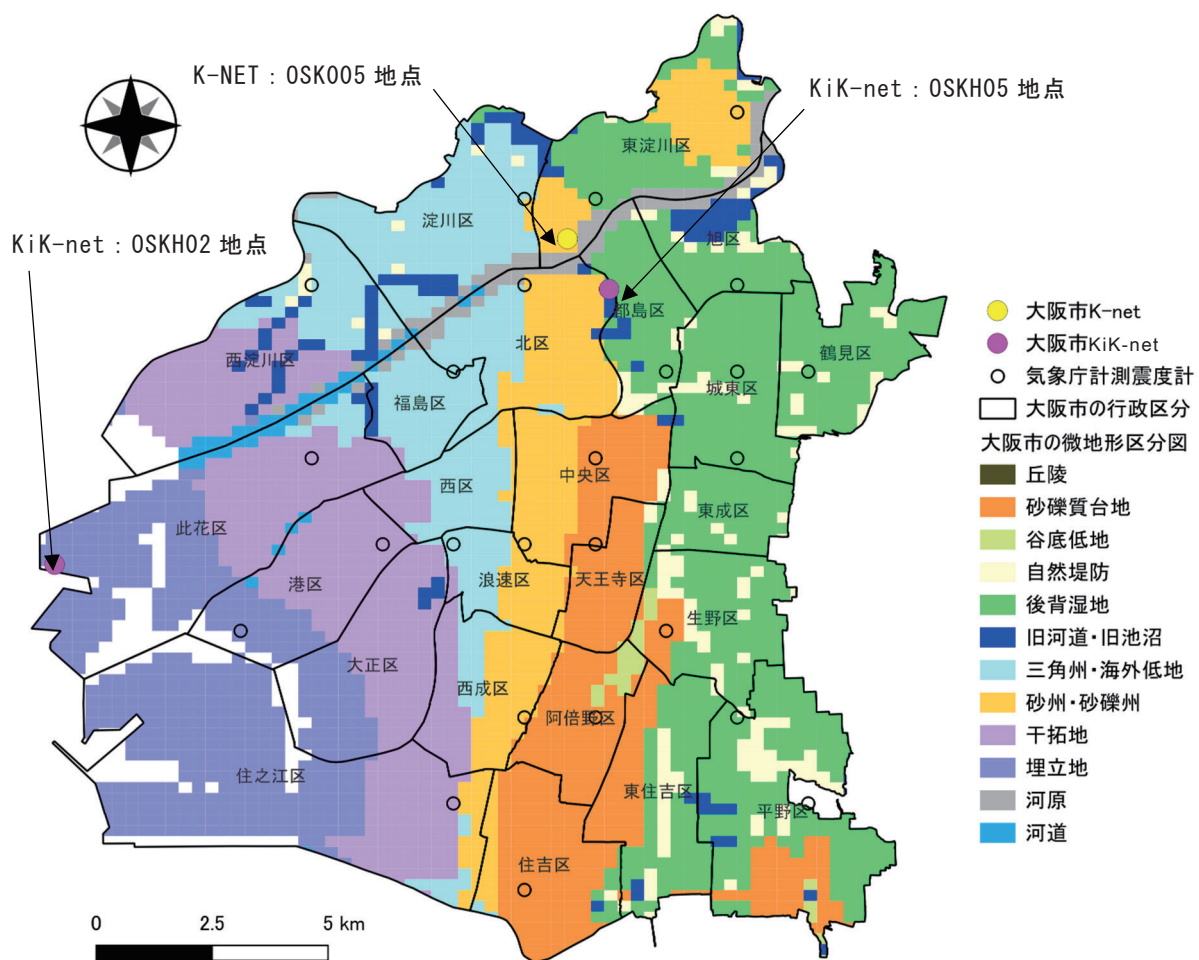 K-NET：OSK005 地点
KiK-net：OSKH05 地点
KiK-net：OSKH02 地点
東淀川区
淀川区
旭区
都島区
北区
鶴見区
西淀川区
城東区
福島区
中央区
西区
東成区
此花区
浪速区
天王寺区
港区
生野区
大正区
西成区
阿倍野区
住之江区
東住吉区
平野区
住吉区
大阪市K-net
大阪市KiK-net
気象庁計測震度計
大阪市の行政区分
大阪市の微地形区分図
丘陵
砂礫質台地
谷底低地
自然堤防
後背湿地
旧河道・旧池沼
三角州・海外低地
砂州・砂礫州
干拓地
埋立地
河原
河道
0 2.5 5 km